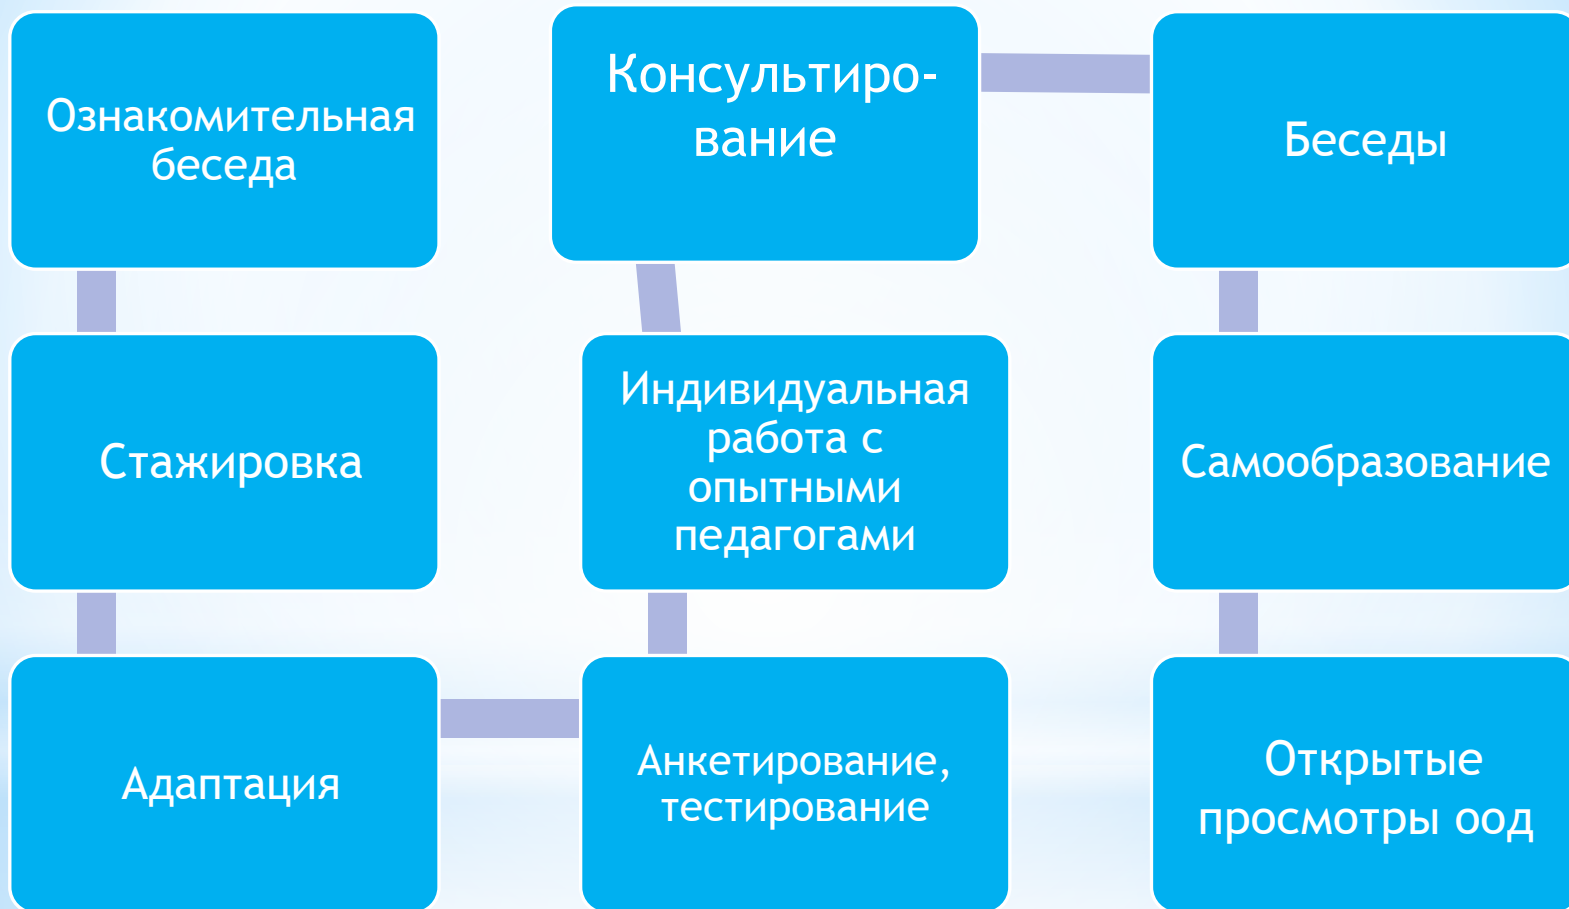 Ознакомительная
беседа
Стажировка
Адаптация
Консультиро-
вание
Индивидуальная
работа с
опытными
педагогами
Анкетирование,
тестирование
Беседы
Самообразование
Открытые
просмотры оод